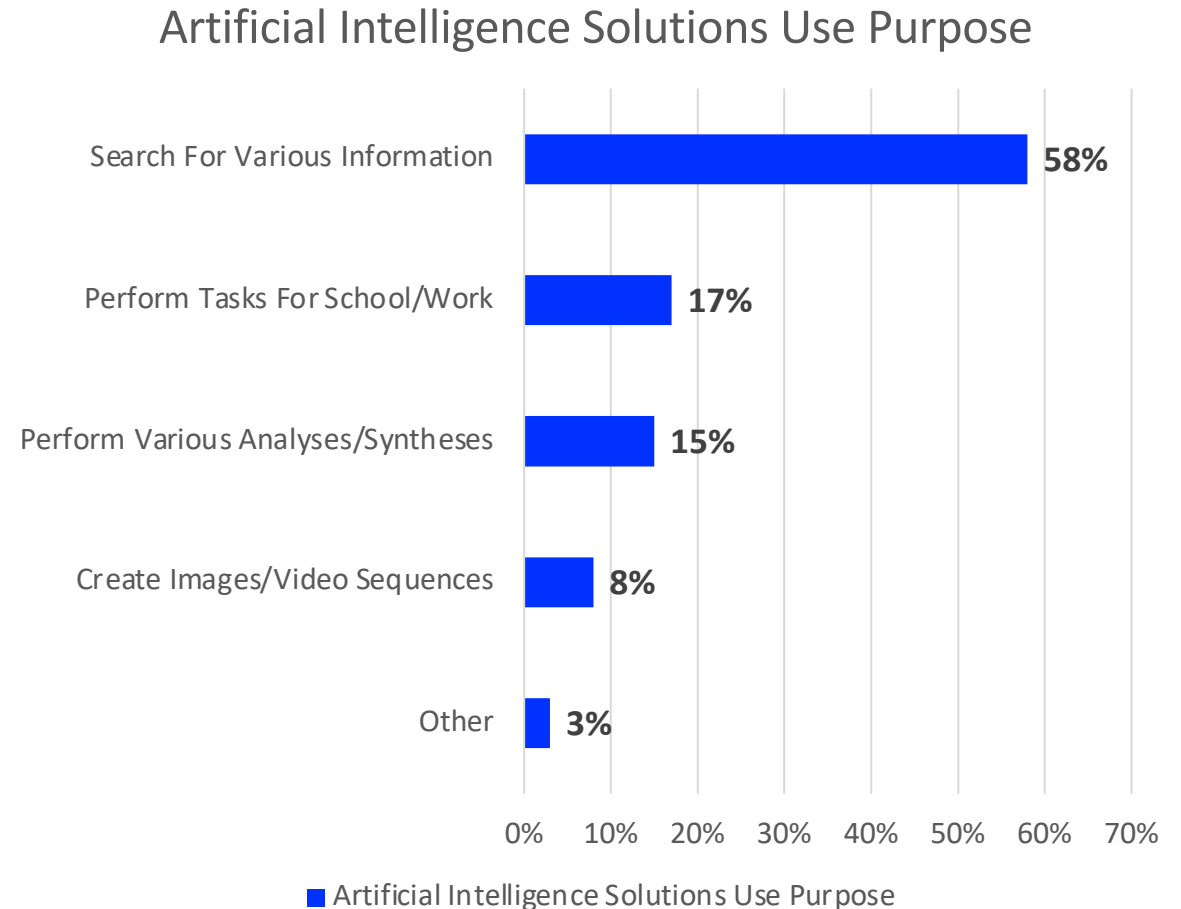 Artificial Intelligence Solutions Use Purpose
Search For Various Information
58%
Perform Tasks For School/Work
17%
Perform Various Analyses/Syntheses
15%
Create Images/Video Sequences
8%
Other
3%
0% 10% 20% 30% 40% 50% 60% 70%
Artificial Intelligence Solutions Use Purpose